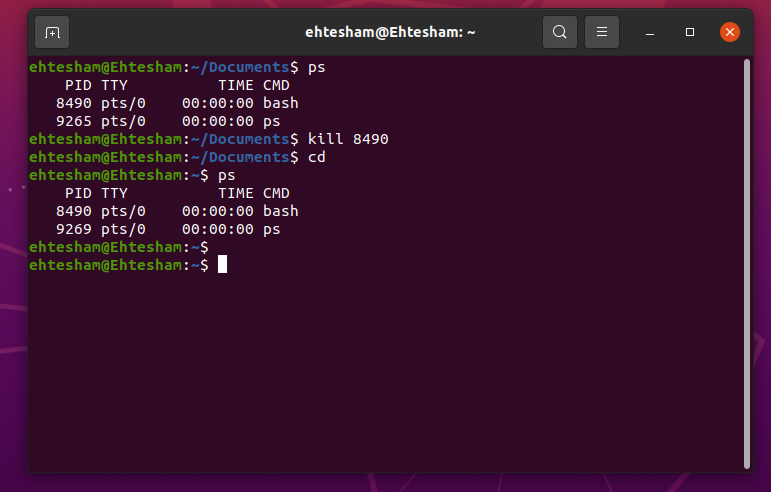 ehtesham@Ehtesham: ~
ehtesham@Ehtesham:~/Documents$ ps
    PID TTY          TIME CMD
   8490 pts/0    00:00:00 bash
   9265 pts/0    00:00:00 ps
ehtesham@Ehtesham:~/Documents$ kill 8490
ehtesham@Ehtesham:~/Documents$ cd
ehtesham@Ehtesham:~$ ps
    PID TTY          TIME CMD
   8490 pts/0    00:00:00 bash
   9269 pts/0    00:00:00 ps
ehtesham@Ehtesham:~$
ehtesham@Ehtesham:~$